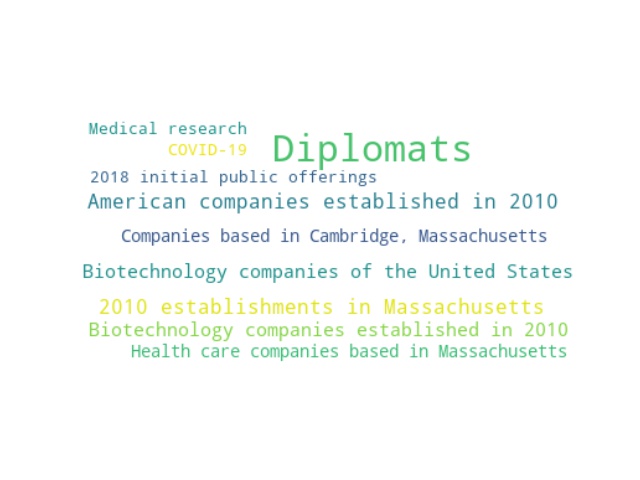 Medical research
COVID-19
Diplomats
2018 initial public offerings
American companies established in 2010
Companies based in Cambridge, Massachusetts
Biotechnology companies of the United States
2010 establishments in Massachusetts
Biotechnology companies established in 2010
Health care companies based in Massachusetts